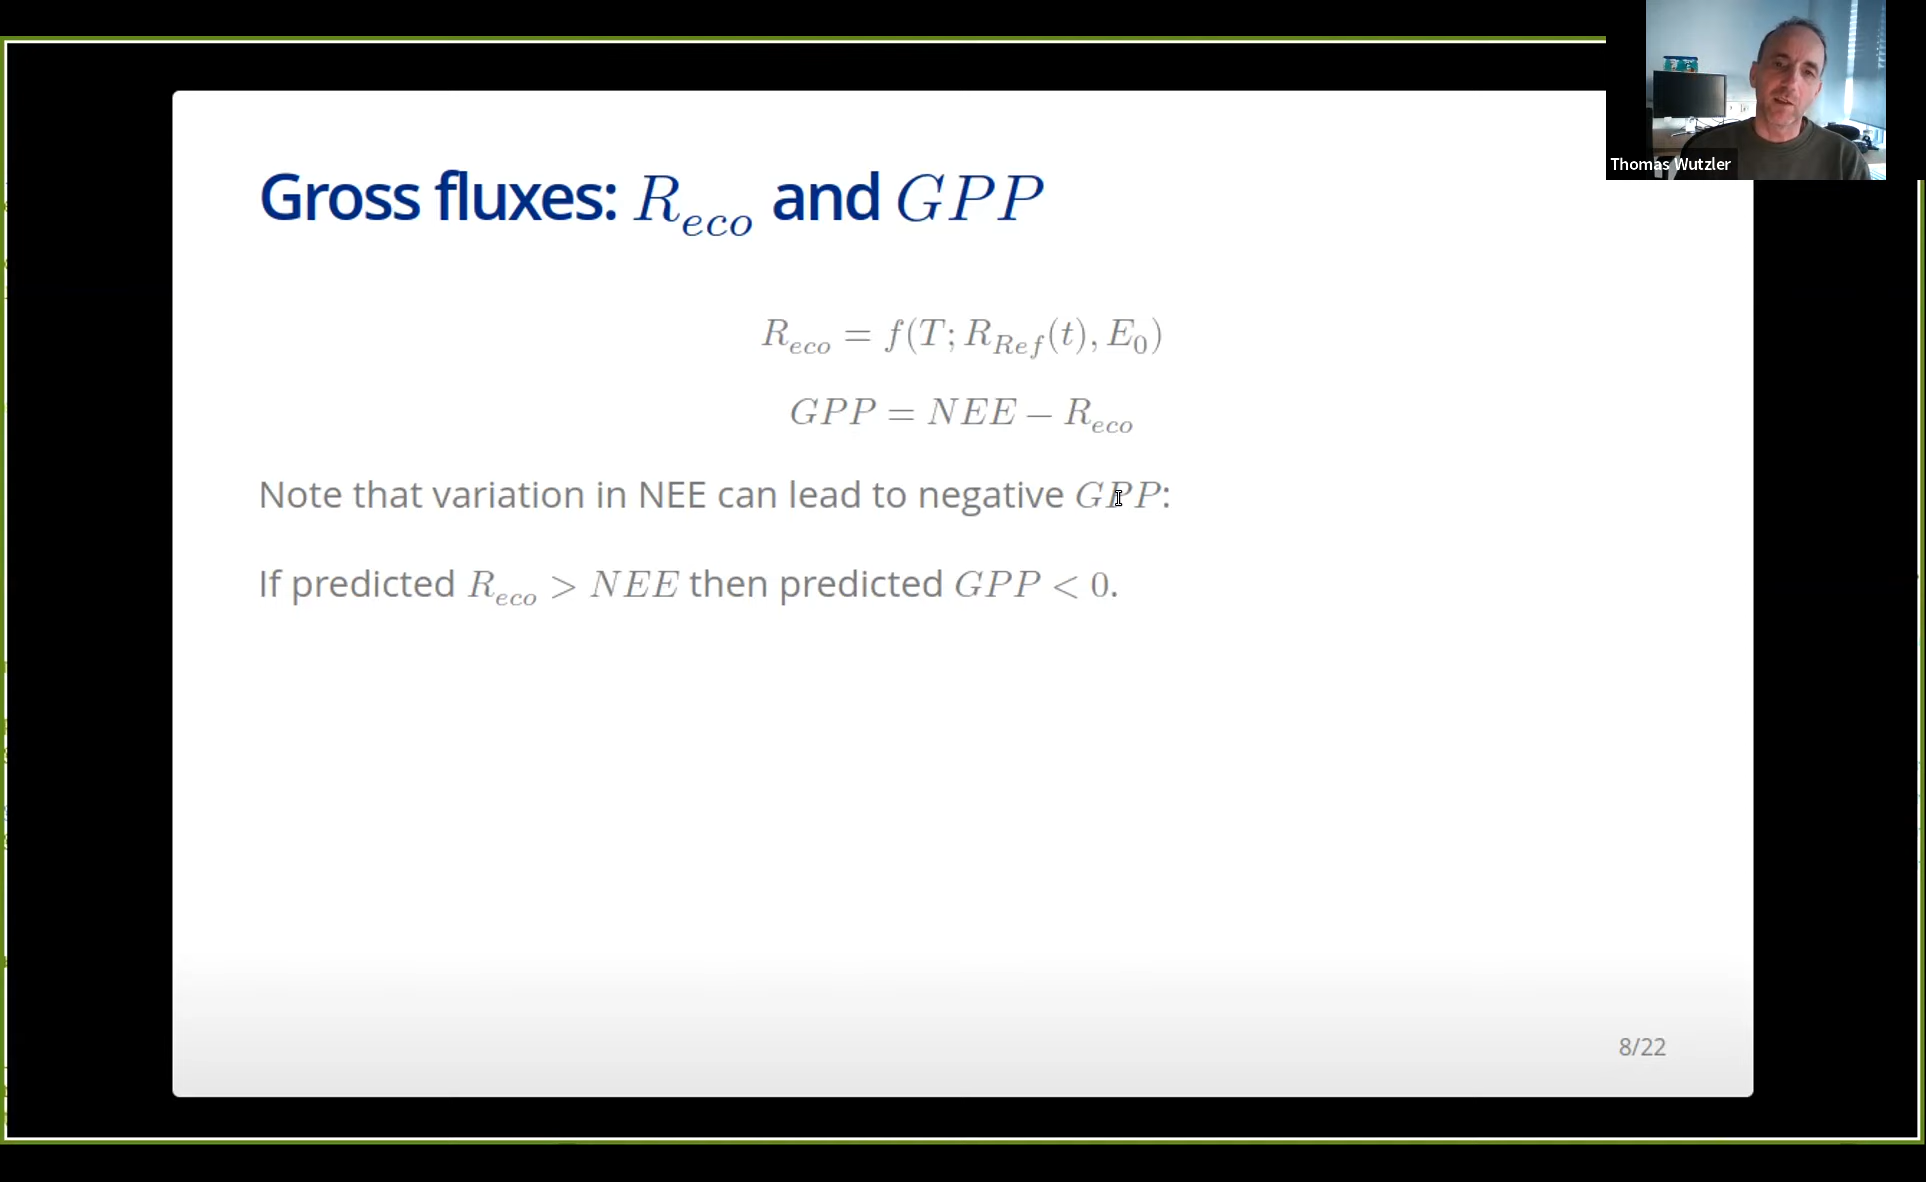 Thomas Wutzler
Gross fluxes: R_eco and GPP
R_eco = f(T; R_Ref(t), E_0)
GPP = NEE − R_eco
Note that variation in NEE can lead to negative GPP:
If predicted R_eco > NEE then predicted GPP < 0.
8/22